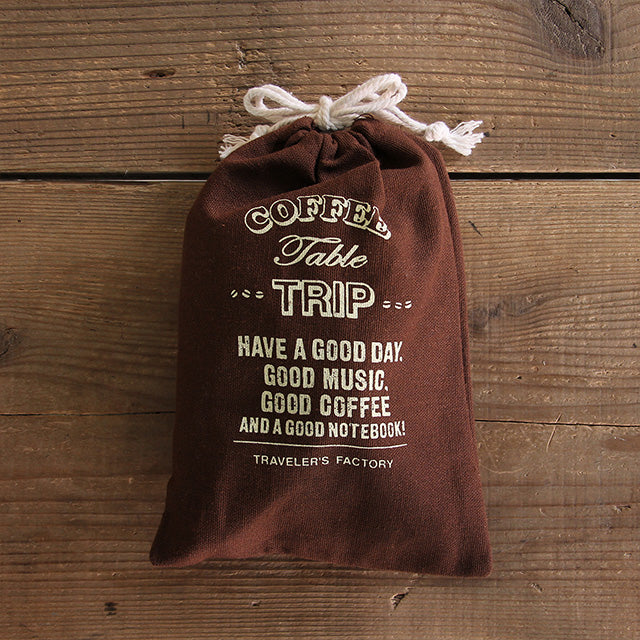 COFFEE
Table
TRIP
HAVE A GOOD DAY,
GOOD MUSIC,
GOOD COFFEE
AND A GOOD NOTEBOOK!
TRAVELER'S FACTORY